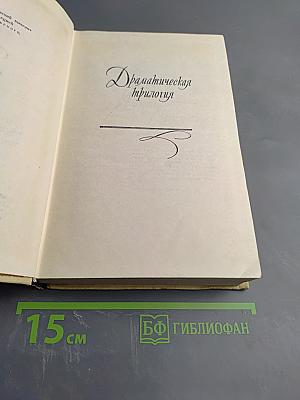 Драматическая
трилогия
15 см
БФ ГИБЛИОФАН